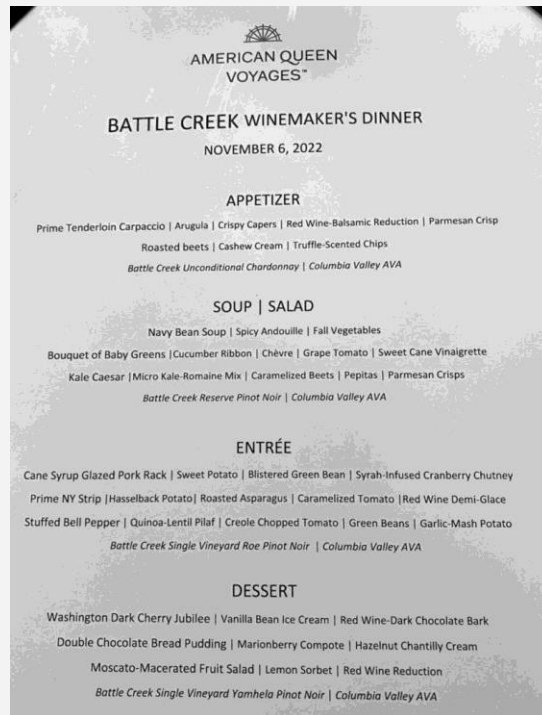 AMERICAN QUEEN
VOYAGES™
BATTLE CREEK WINEMAKER'S DINNER
NOVEMBER 6, 2022
APPETIZER
Prime Tenderloin Carpaccio | Arugula | Crispy Capers | Red Wine-Balsamic Reduction | Parmesan Crisp
Roasted beets | Cashew Cream | Truffle-Scented Chips
Battle Creek Unconditional Chardonnay | Columbia Valley AVA
SOUP | SALAD
Navy Bean Soup | Spicy Andouille | Fall Vegetables
Bouquet of Baby Greens |Cucumber Ribbon | Chèvre | Grape Tomato | Sweet Cane Vinaigrette
Kale Caesar |Micro Kale-Romaine Mix | Caramelized Beets | Pepitas | Parmesan Crisps
Battle Creek Reserve Pinot Noir | Columbia Valley AVA
ENTRÉE
Cane Syrup Glazed Pork Rack | Sweet Potato | Blistered Green Bean | Syrah-Infused Cranberry Chutney
Prime NY Strip |Hasselback Potato| Roasted Asparagus | Caramelized Tomato |Red Wine Demi-Glace
Stuffed Bell Pepper | Quinoa-Lentil Pilaf | Creole Chopped Tomato | Green Beans | Garlic-Mash Potato
Battle Creek Single Vineyard Roe Pinot Noir | Columbia Valley AVA
DESSERT
Washington Dark Cherry Jubilee | Vanilla Bean Ice Cream | Red Wine-Dark Chocolate Bark
Double Chocolate Bread Pudding | Marionberry Compote | Hazelnut Chantilly Cream
Moscato-Macerated Fruit Salad | Lemon Sorbet | Red Wine Reduction
Battle Creek Single Vineyard Yamhela Pinot Noir | Columbia Valley AVA